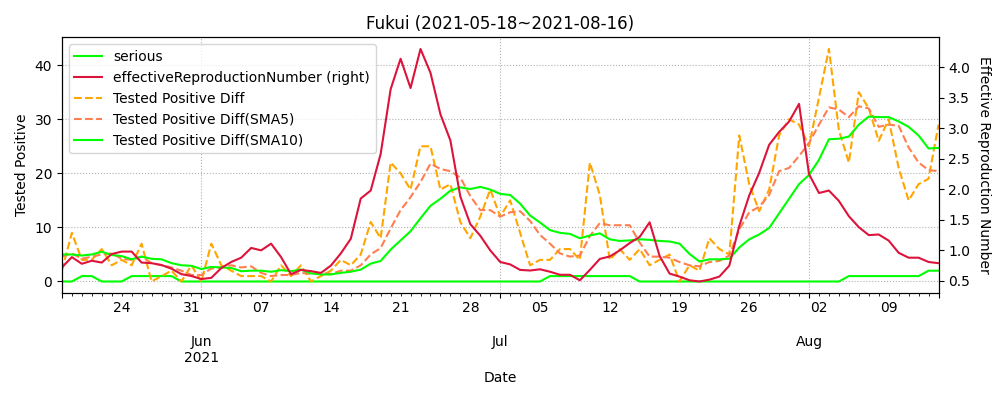 Fukui (2021-05-18~2021-08-16)
serious
effectiveReproductionNumber (right)
Tested Positive Diff
Tested Positive Diff(SMA5)
Tested Positive Diff(SMA10)
Tested Positive
40
30
20
10
0
4.0
3.5
3.0
2.5
2.0
1.5
1.0
0.5
Effective Reproduction Number
24 31 07 14 21 28 05 12 19 26 02 09
Jun Jul Aug
2021
Date